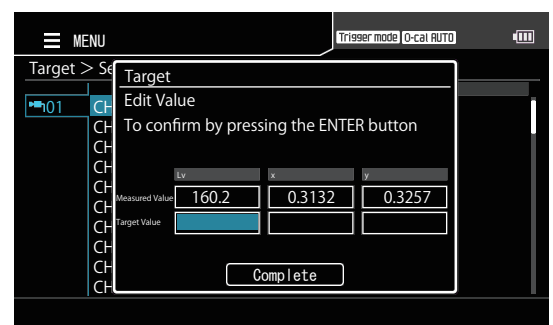 MENU
Trigger mode O-cal AUTO
Target > Se
Target
01 CH
Edit Value
CH
To confirm by pressing the ENTER button
CH
CH
Lv x y
CH
Measured Value 160.2 0.3132 0.3257
CH
Target Value
CH
CH
Complete
CH
CH